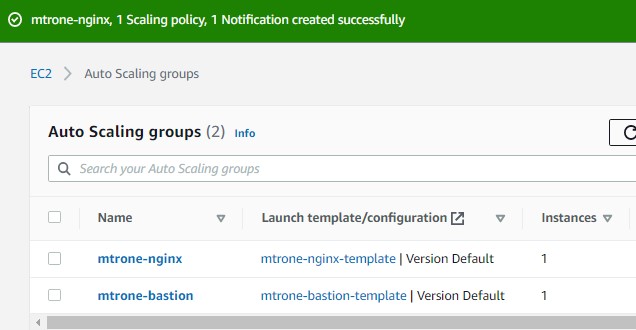 mtrone-nginx, 1 Scaling policy, 1 Notification created successfully
EC2 > Auto Scaling groups
Auto Scaling groups (2) Info
Search your Auto Scaling groups
Name Launch template/configuration Instances
mtrone-nginx mtrone-nginx-template | Version Default 1
mtrone-bastion mtrone-bastion-template | Version Default 1